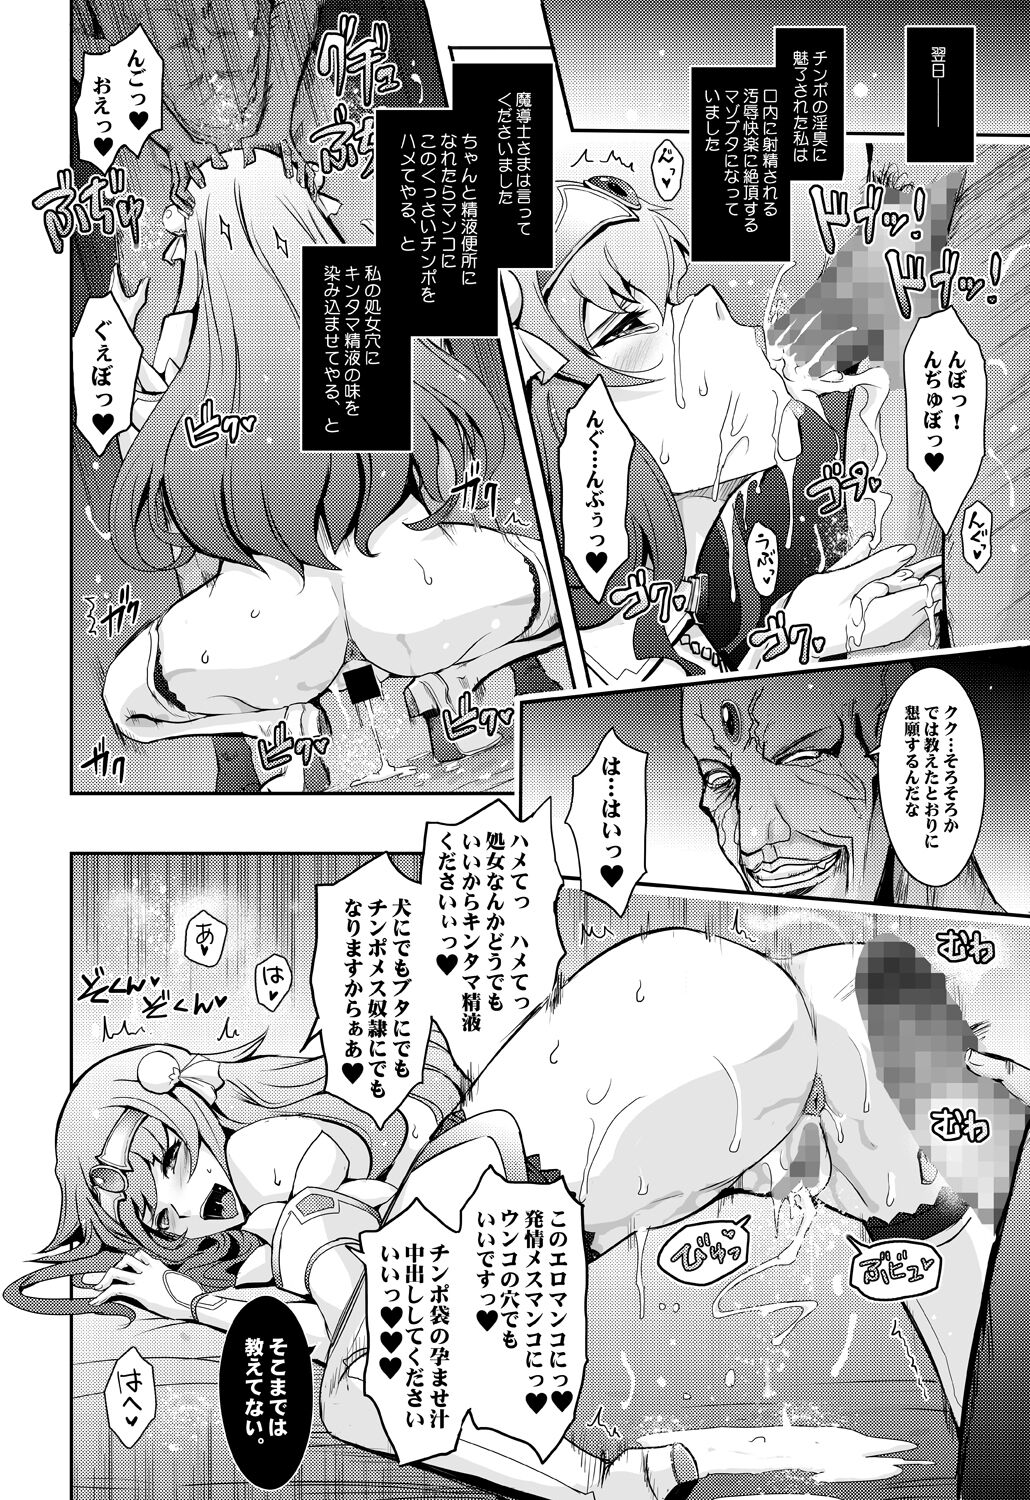 翌日――
チンポの淫臭に
魅了された私は
口内に射精される
汚辱快楽に絶頂する
マゾブタになって
いました
魔導士さまは言って
くださいました
ちゃんと精液便所に
なれたらマンコに
このくっさいチンポを
ハメてやる、と
私の処女穴に
キンタマ精液の味を
染み込ませてやる、と
ドブッ!
ドブッ!
んぼっ!
んぢゅぼっ♥
んぐっ♥
んぐ…んぶぅっ♥
うぶっ♥
ゴプ♥
ゴク♥
ゴク♥
グチュ
ぶぢゅ
んごっ♥
おえっ♥
ぶぢゅ
ぐぇぼっ♥
ビク♥
ビク♥
ガク
ガク
クク…そろそろか
では教えたとおりに
懇願するんだな
は…はいっ♥
むわ
むわ
ハメてっ ハメてっ
処女なんかどうでも
いいからキンタマ精液
くださいぃっ♥
犬にでもブタにでも
チンポメス奴隷にでも
なりますからぁぁ♥
あ♥
は♥
ぞくん♥
ぞくん♥
このエロマンコにっ♥
発情メスマンコにっ♥
ウンコの穴でも
いいですっ♥
チンポ袋の孕ませ汁
中出ししてください
いいっ♥♥♥
びゅっ
ぶビュ♥
はへ♥
そこまでは
教えてない。